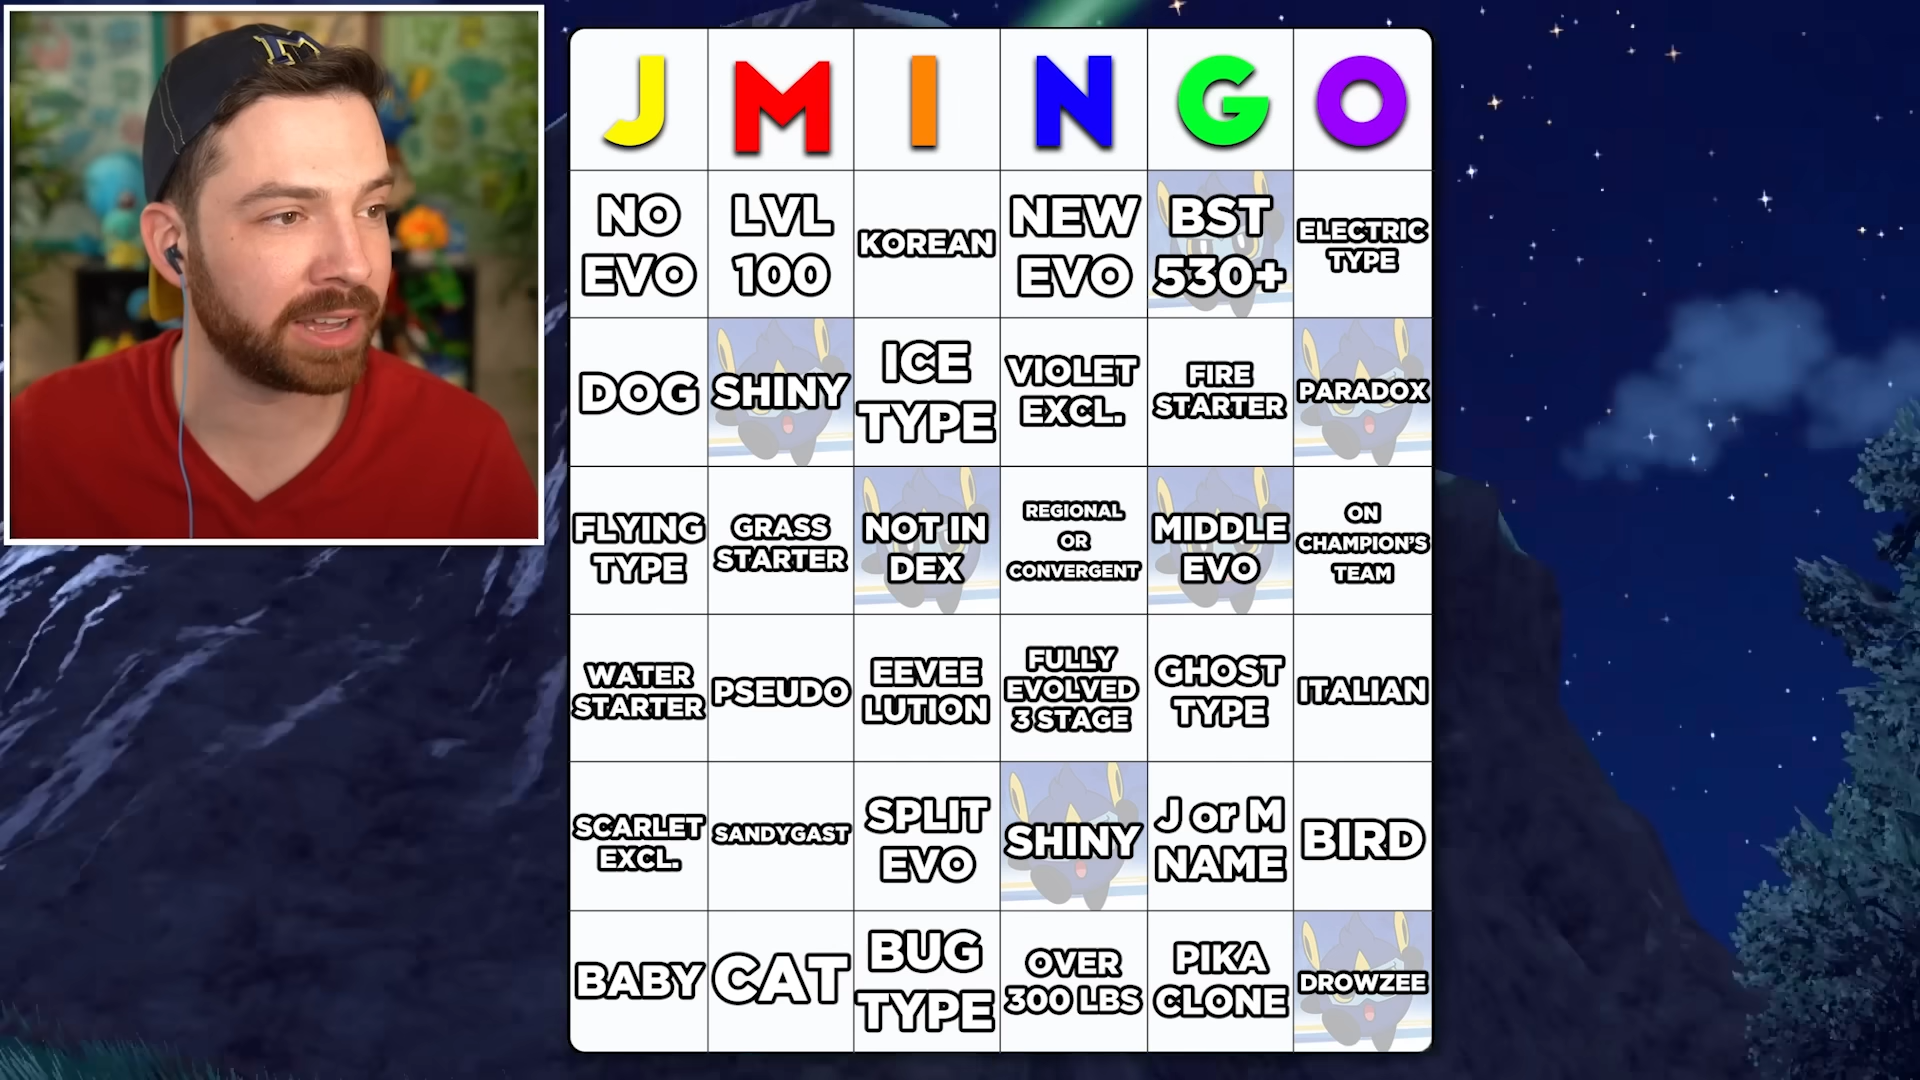 M
J M I N G O
NO
EVO
LVL
100
KOREAN
NEW
EVO
BST
530+
ELECTRIC
TYPE
DOG
SHINY
ICE
TYPE
VIOLET
EXCL.
FIRE
STARTER
PARADOX
FLYING
TYPE
GRASS
STARTER
NOT IN
DEX
REGIONAL
OR
CONVERGENT
MIDDLE
EVO
ON
CHAMPION'S
TEAM
WATER
STARTER
PSEUDO
EEVEE
LUTION
FULLY
EVOLVED
3 STAGE
GHOST
TYPE
ITALIAN
SCARLET
EXCL.
SANDYGAST
SPLIT
EVO
SHINY
J or M
NAME
BIRD
BABY
CAT
BUG
TYPE
OVER
300 LBS
PIKA
CLONE
DROWZEE